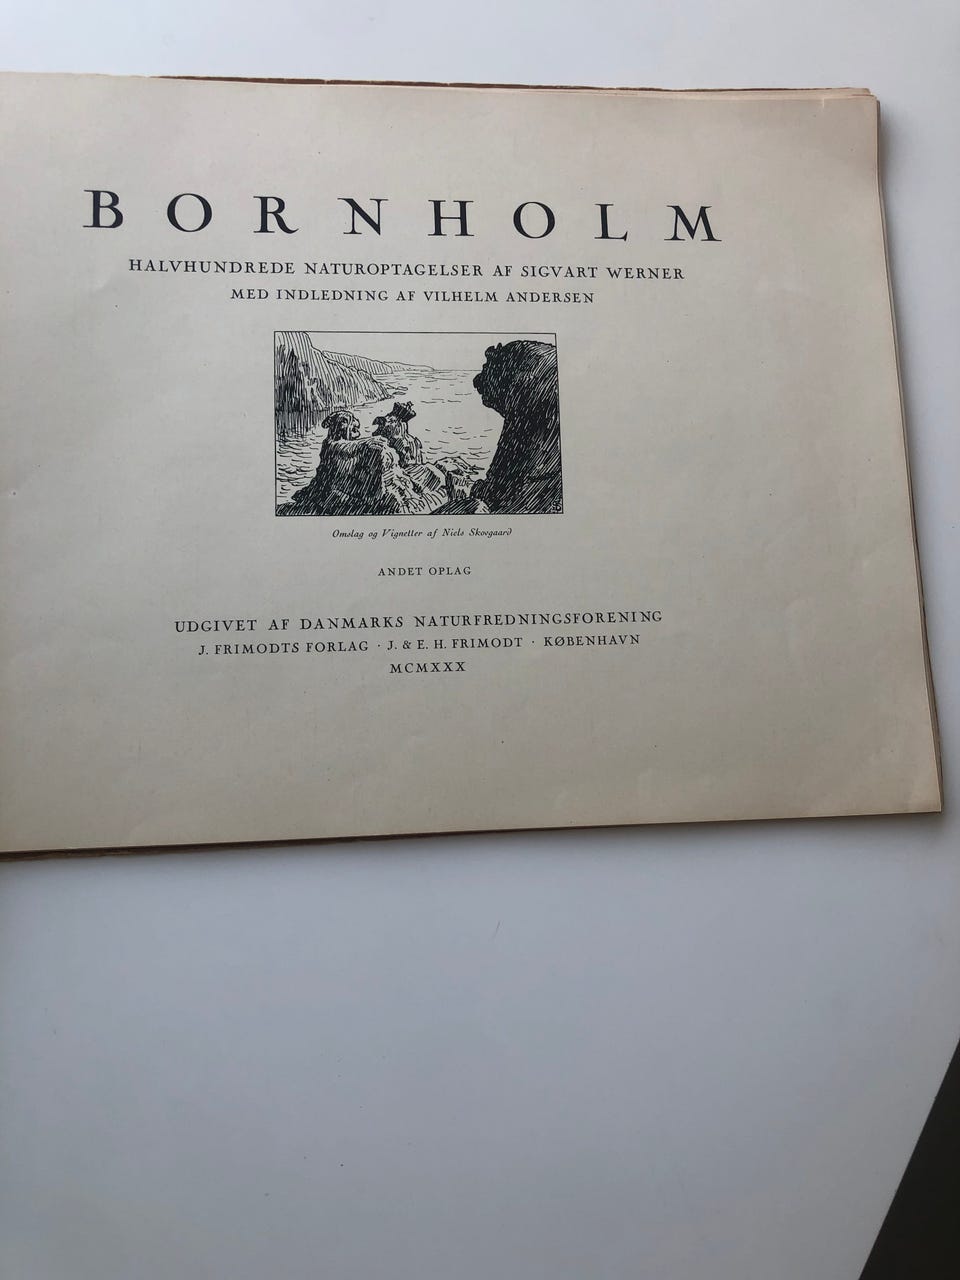 BORNHOLM
HALVHUNDREDE NATUROPTAGELSER AF SIGVART WERNER
MED INDLEDNING AF VILHELM ANDERSEN
Omslag og Vignetter af Niels Skovgaard
ANDET OPLAG
UDGIVET AF DANMARKS NATURFREDNINGSFORENING
J. FRIMODTS FORLAG · J. & E. H. FRIMODT · KØBENHAVN
MCMXXX